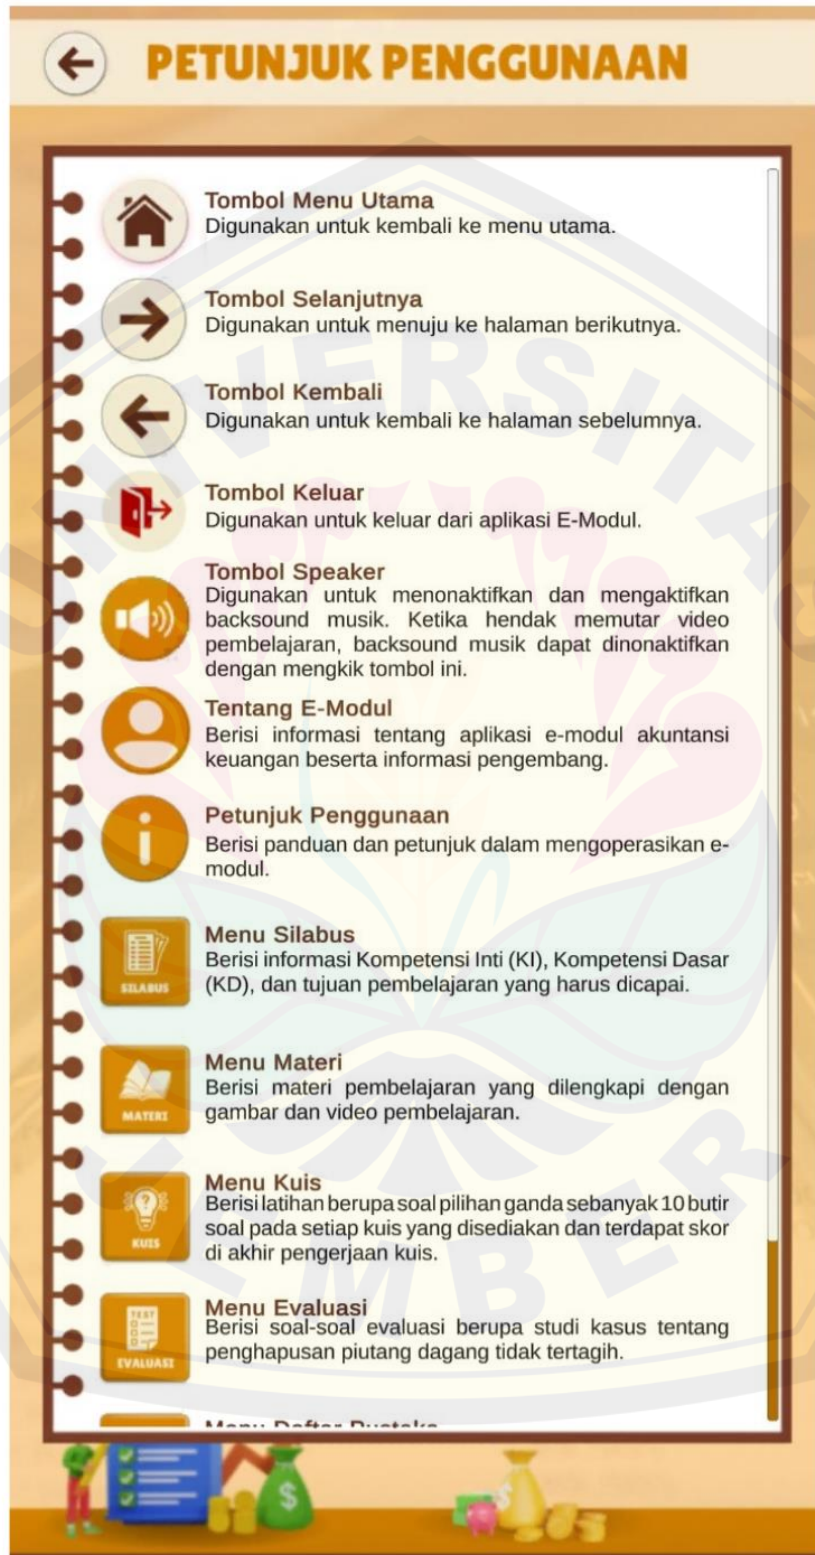 PETUNJUK PENGGUNAAN
Tombol Menu Utama
Digunakan untuk kembali ke menu utama.
Tombol Selanjutnya
Digunakan untuk menuju ke halaman berikutnya.
Tombol Kembali
Digunakan untuk kembali ke halaman sebelumnya.
Tombol Keluar
Digunakan untuk keluar dari aplikasi E-Modul.
Tombol Speaker
Digunakan untuk menonaktifkan dan mengaktifkan
backsound musik. Ketika hendak memutar video
pembelajaran, backsound musik dapat dinonaktifkan
dengan mengkik tombol ini.
Tentang E-Modul
Berisi informasi tentang aplikasi e-modul akuntansi
keuangan beserta informasi pengembang.
Petunjuk Penggunaan
Berisi panduan dan petunjuk dalam mengoperasikan e-
modul.
SILABUS
Menu Silabus
Berisi informasi Kompetensi Inti (KI), Kompetensi Dasar
(KD), dan tujuan pembelajaran yang harus dicapai.
MATERI
Menu Materi
Berisi materi pembelajaran yang dilengkapi dengan
gambar dan video pembelajaran.
KUIS
Menu Kuis
Berisi latihan berupa soal pilihan ganda sebanyak 10 butir
soal pada setiap kuis yang disediakan dan terdapat skor
di akhir pengerjaan kuis.
TEST
EVALUASI
Menu Evaluasi
Berisi soal-soal evaluasi berupa studi kasus tentang
penghapusan piutang dagang tidak tertagih.
Menu Daftar Pustaka
UNIVERSITAS
JEMBER